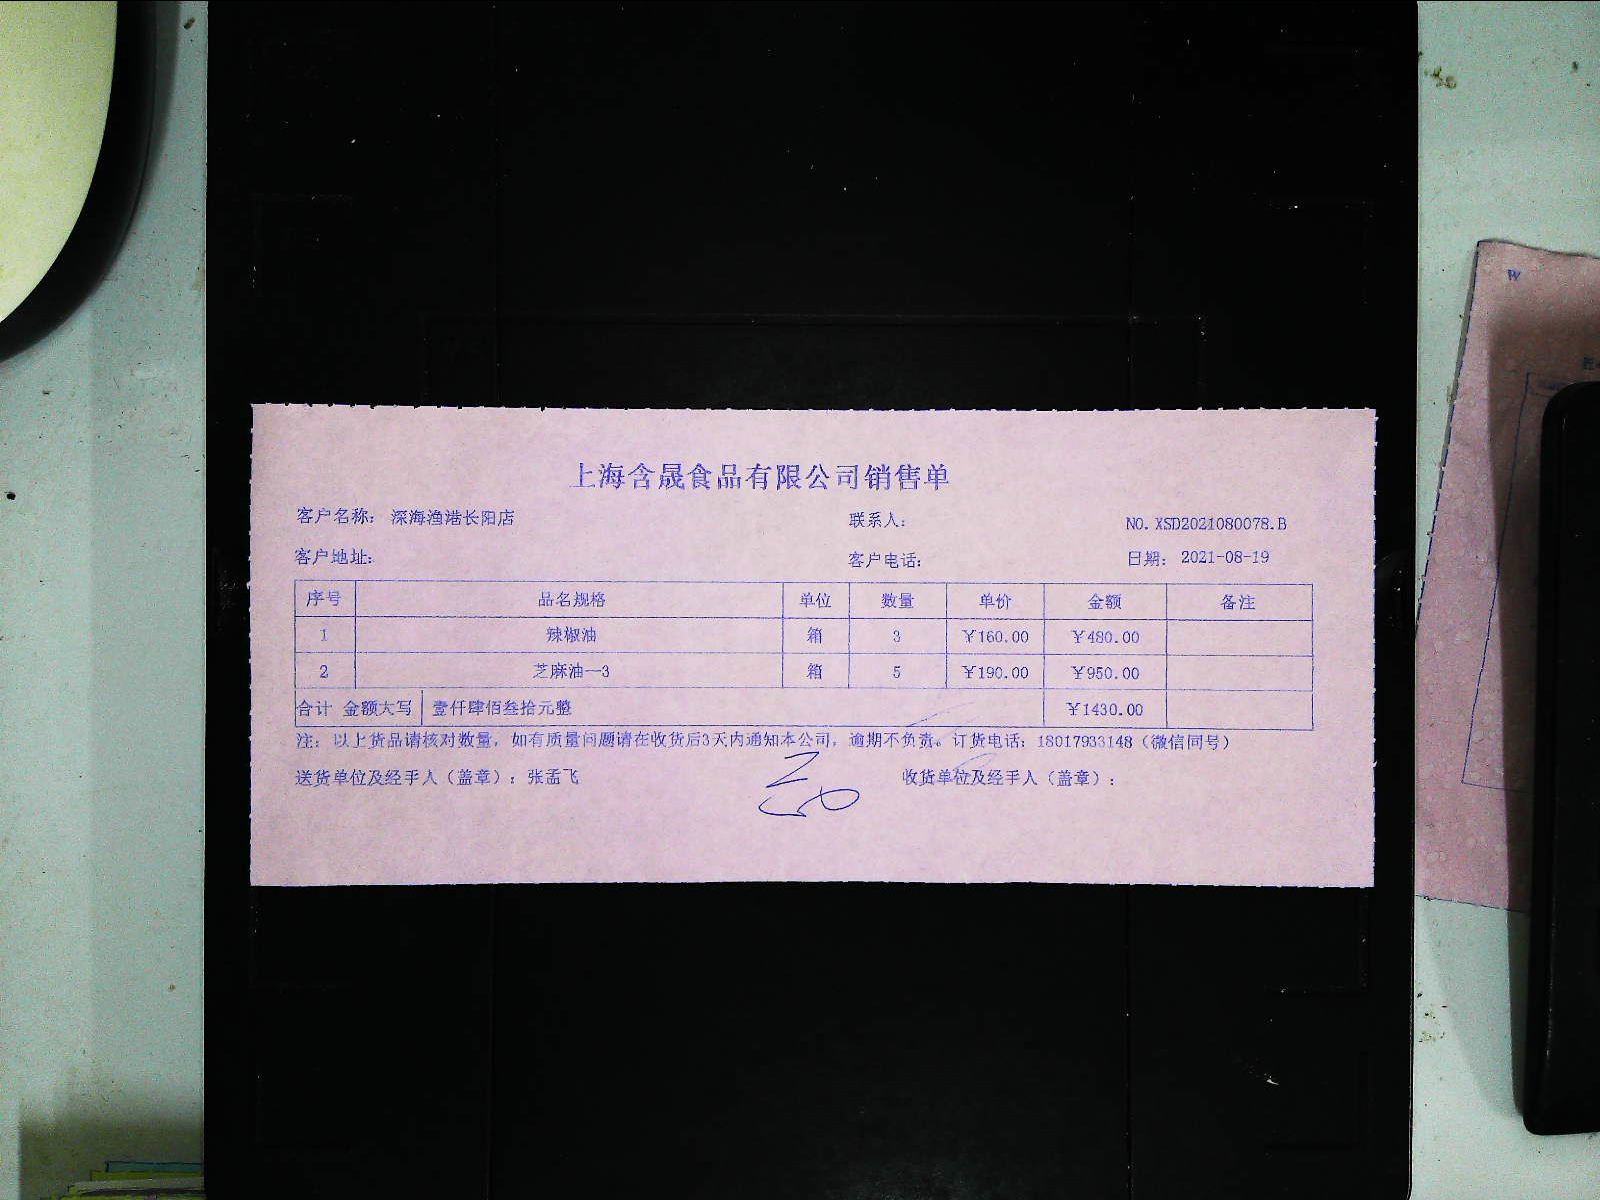 上海含晟食品有限公司销售单
客户名称: 深海渔港长阳店 联系人: NO. XSD2021080078.B
客户地址: 客户电话: 日期: 2021-08-19
序号 品名规格 单位 数量 单价 金额 备注
1 辣椒油 箱 3 ¥160.00 ¥480.00
2 芝麻油—3 箱 5 ¥190.00 ¥950.00
合计 金额大写 壹仟肆佰叁拾元整 ¥1430.00
注: 以上货品请核对数量, 如有质量问题请在收货后3天内通知本公司, 逾期不负责。订货电话: 18017933148 (微信同号)
送货单位及经手人(盖章): 张孟飞 收货单位及经手人(盖章):
W